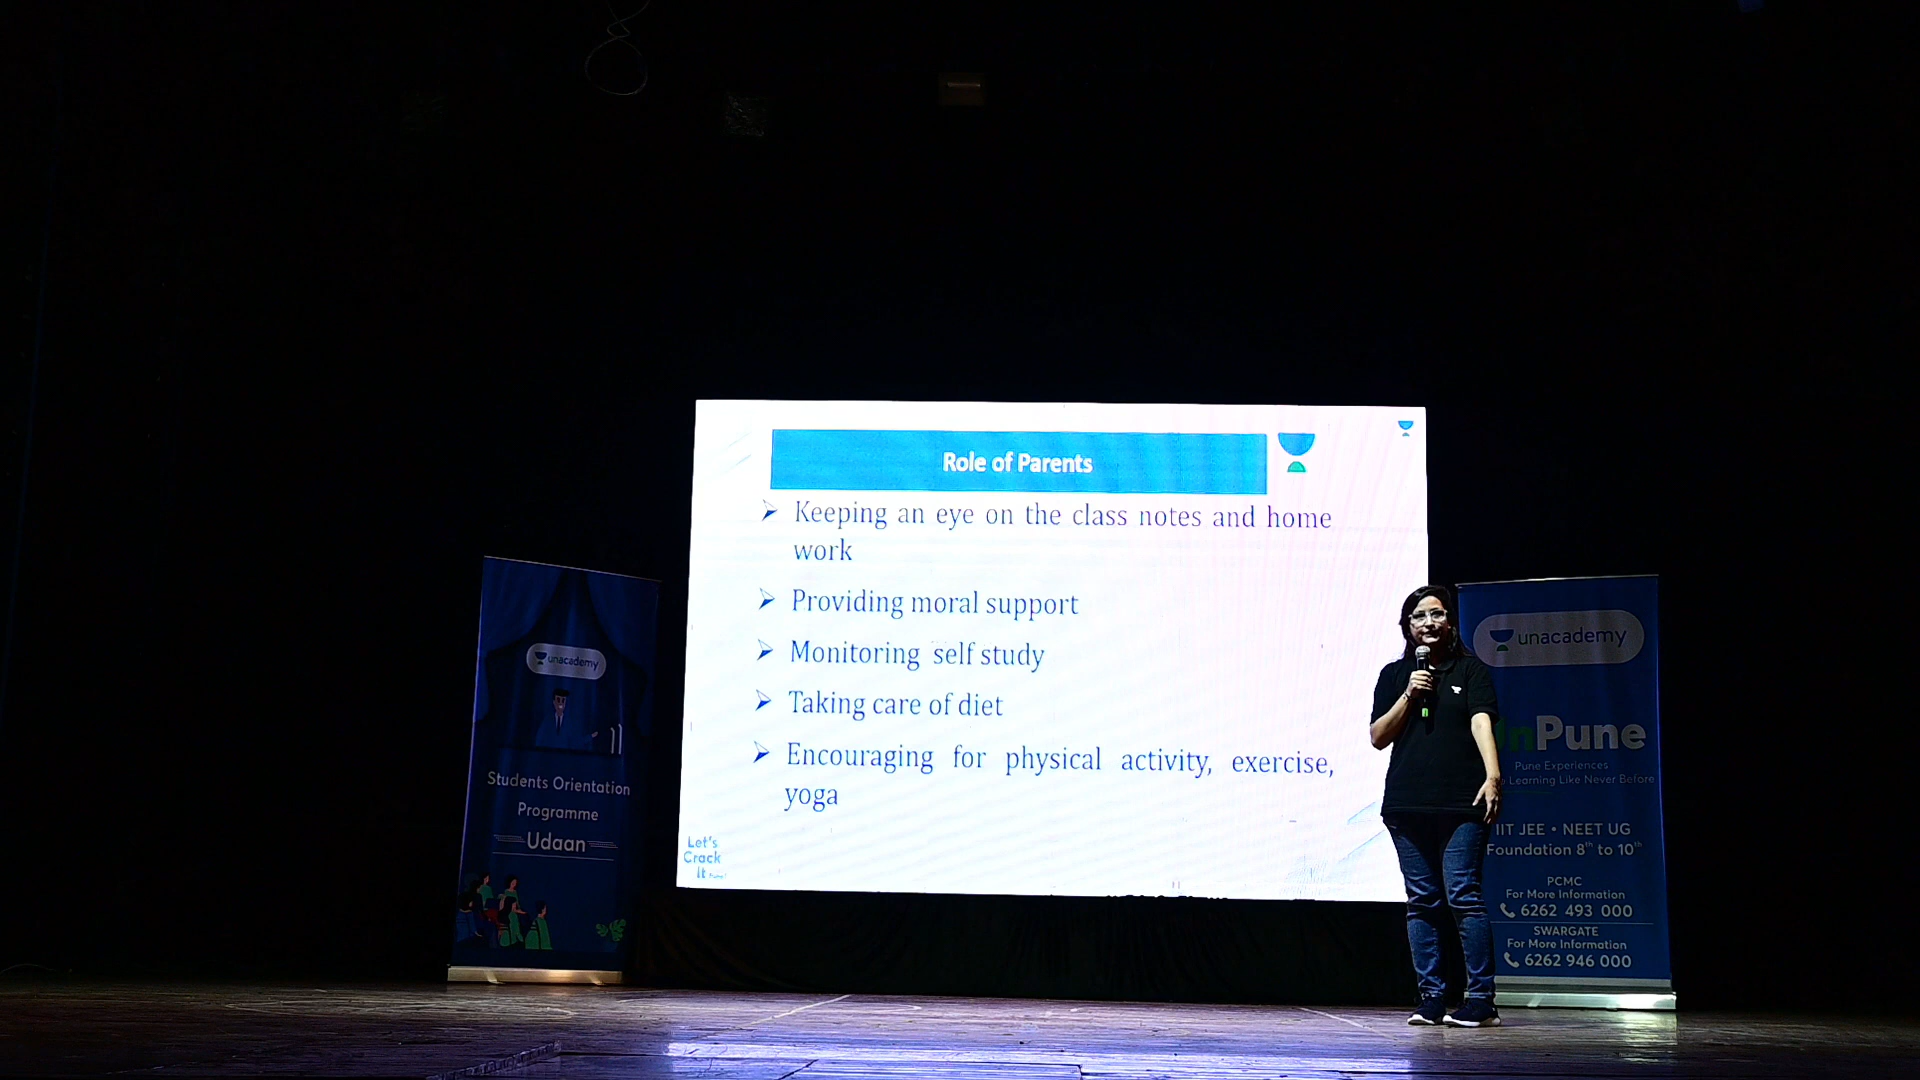 Role of Parents
Keeping an eye on the class notes and home
work
Providing moral support
Monitoring self study
Taking care of diet
Encouraging for physical activity, exercise,
yoga
Let's
Crack
It
unacademy
Students Orientation
Programme
Udaan
unacademy
Pune
Pune Experiences
Learning Like Never Before
IIT JEE • NEET UG
Foundation 8th to 10th
PCMC
For More Information
6262 493 000
SWARGATE
For More Information
6262 946 000